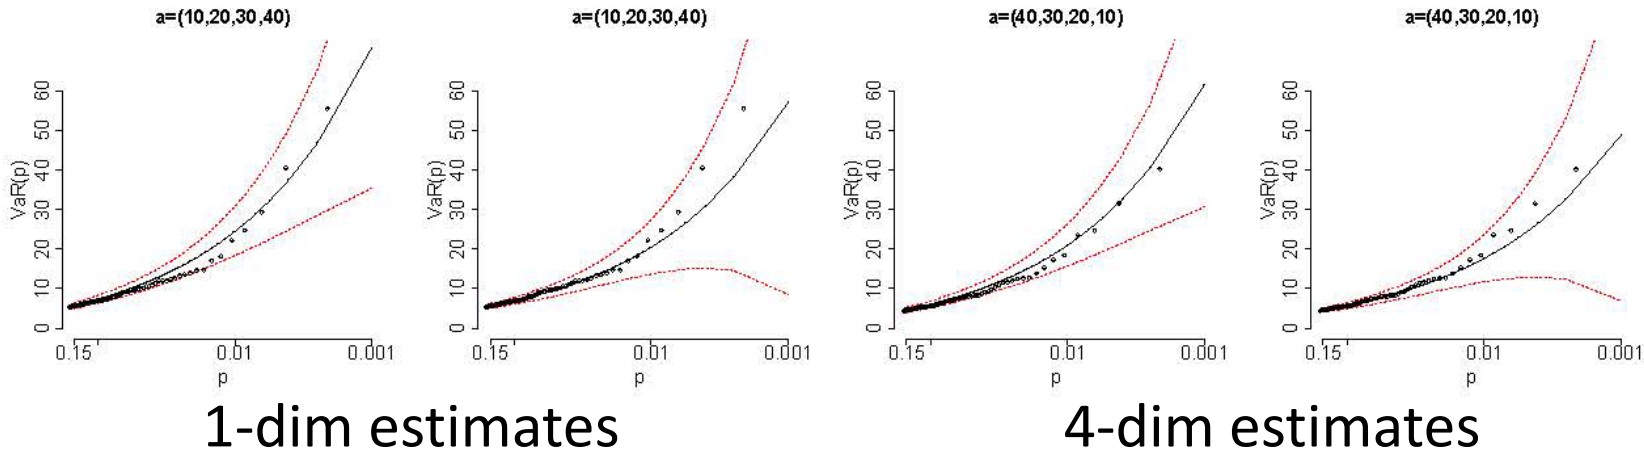 a=(10,20,30,40)
a=(10,20,30,40)
a=(40,30,20,10)
a=(40,30,20,10)
VaR(p)
0 10 20 30 40 50 60
0.15 0.01 0.001
p
VaR(p)
0 10 20 30 40 50 60
0.15 0.01 0.001
p
VaR(p)
0 10 20 30 40 50 60
0.15 0.01 0.001
p
VaR(p)
0 10 20 30 40 50 60
0.15 0.01 0.001
p
1-dim estimates
4-dim estimates